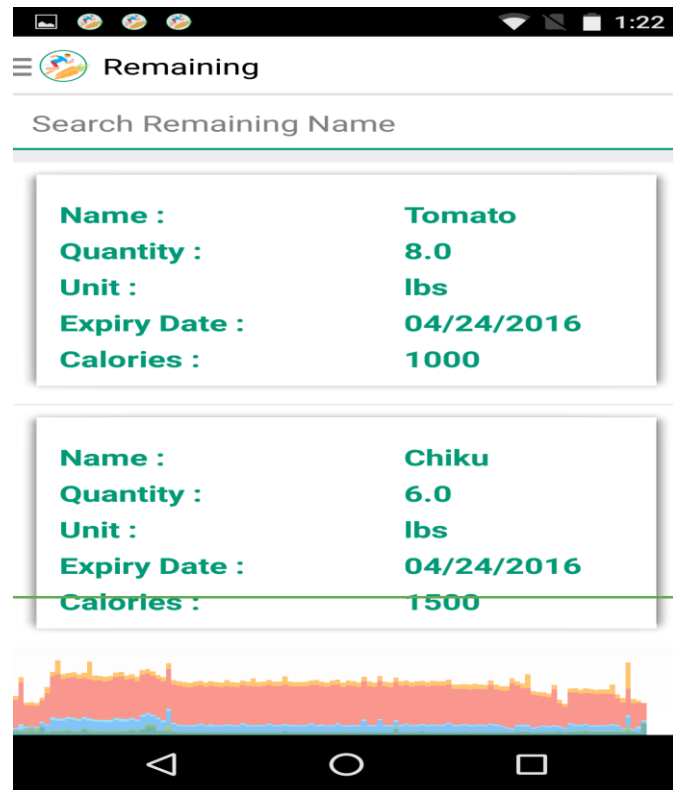 1:22
Remaining
Search Remaining Name
Name : Tomato
Quantity : 8.0
Unit : lbs
Expiry Date : 04/24/2016
Calories : 1000
Name : Chiku
Quantity : 6.0
Unit : lbs
Expiry Date : 04/24/2016
Calories : 1500